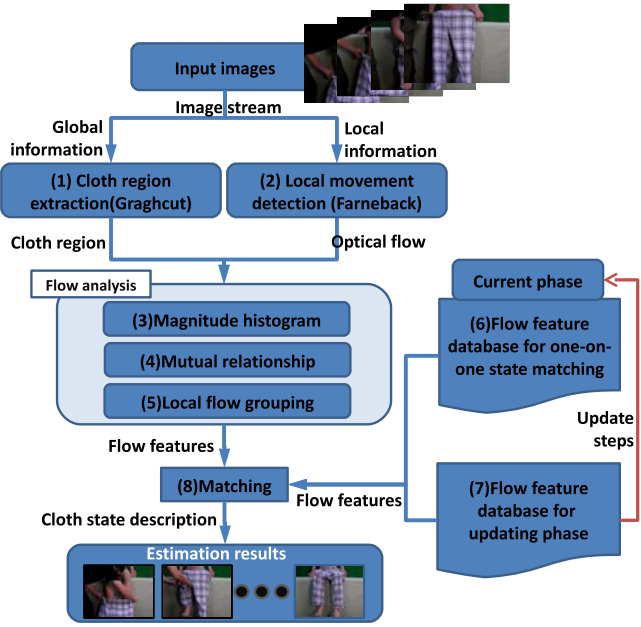 Input images
Image stream
Global
information
Local
information
(1) Cloth region
extraction(Graghcut)
(2) Local movement
detection (Farneback)
Cloth region
Optical flow
Flow analysis
(3)Magnitude histogram
(4)Mutual relationship
(5)Local flow grouping
Current phase
(6)Flow feature
database for one-on-
one state matching
Update
steps
Flow features
(8)Matching
Flow features
(7)Flow feature
database for
updating phase
Cloth state description
Estimation results